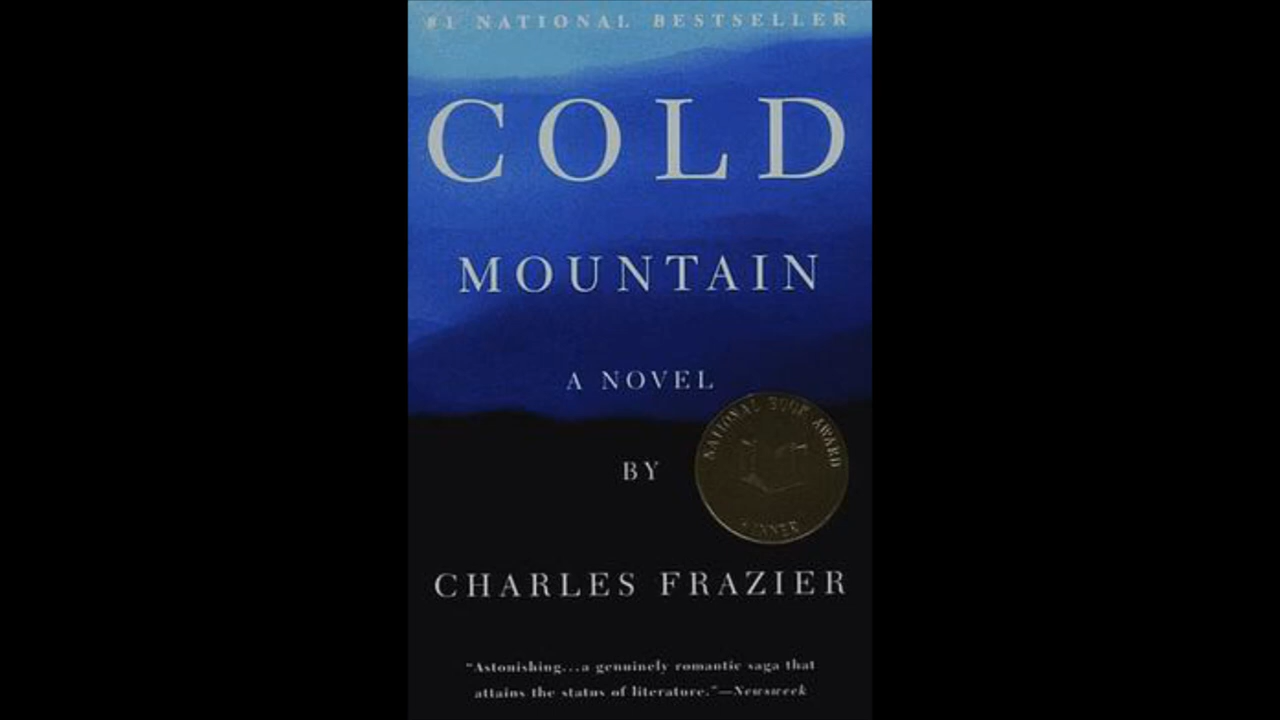 #1 NATIONAL BESTSELLER
COLD
MOUNTAIN
A NOVEL
NATIONAL BOOK AWARD
WINNER
BY
CHARLES FRAZIER
"Astonishing...a genuinely romantic saga that
attains the status of literature."—Newsweek